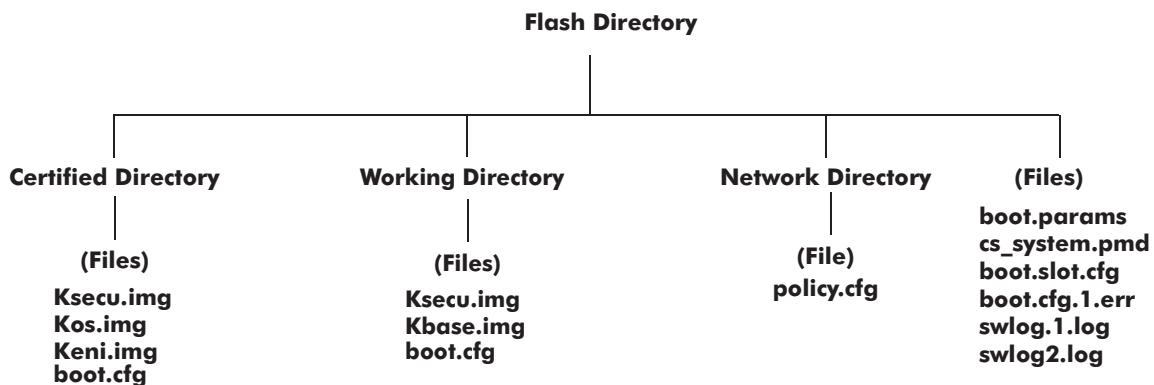 Flash Directory
Certified Directory
(Files)
Ksecu.img
Kos.img
Keni.img
boot.cfg
Working Directory
(Files)
Ksecu.img
Kbase.img
boot.cfg
Network Directory
(File)
policy.cfg
(Files)
boot.params
cs_system.pmd
boot.slot.cfg
boot.cfg.1.err
swlog.1.log
swlog2.log